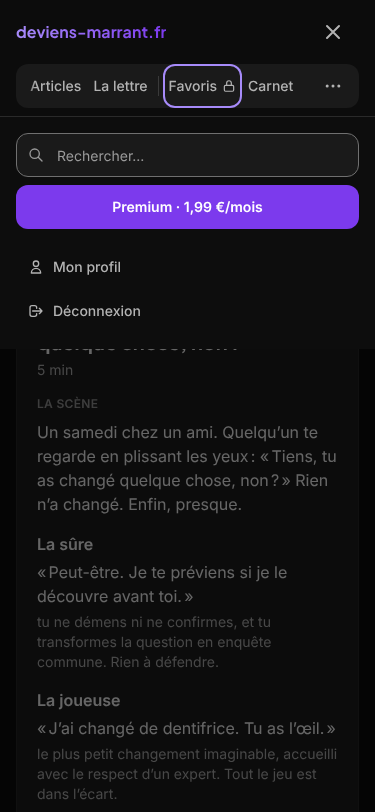 deviens-marrant.fr
Articles La lettre Favoris Carnet ...
Rechercher...
Premium · 1,99 €/mois
Mon profil
Déconnexion
5 min
LA SCÈNE
Un samedi chez un ami. Quelqu’un te
regarde en plissant les yeux : « Tiens, tu
as changé quelque chose, non ? » Rien
n’a changé. Enfin, presque.
La sûre
« Peut-être. Je te préviens si je le
découvre avant toi. »
tu ne démens ni ne confirmes, et tu
transformes la question en enquête
commune. Rien à défendre.
La joueuse
« J’ai changé de dentifrice. Tu as l’œil. »
le plus petit changement imaginable, accueilli
avec le respect d’un expert. Tout le jeu est
dans l’écart.